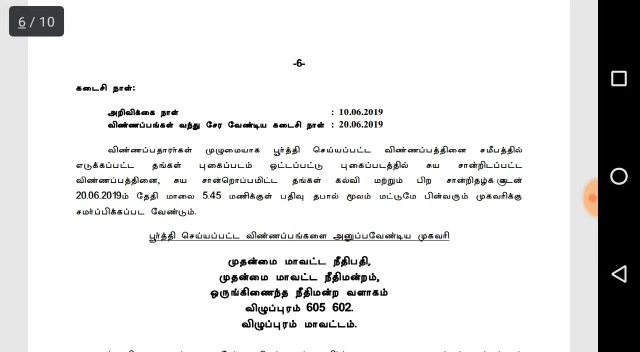 6 / 10
-6-
கடைசி நாள்:
அறிவிக்கை நாள் : 10.06.2019
விண்ணப்பங்கள் வந்து சேர வேண்டிய கடைசி நாள் : 20.06.2019
விண்ணப்பதாரர்கள் முழுமையாக பூர்த்தி செய்யப்பட்ட விண்ணப்பத்தினை சமீபத்தில்
எடுக்கப்பட்ட தங்கள் புகைப்படம் ஒட்டப்பட்டு புகைப்படத்தில் சுய சான்றிடப்பட்ட
விண்ணப்பத்தினை, சுய சான்றொப்பமிட்ட தங்கள் கல்வி மற்றும் பிற சான்றிதழ்களுடன்
20.06.2019ம் தேதி மாலை 5.45 மணிக்குள் பதிவு தபால் மூலம் மட்டுமே பின்வரும் முகவரிக்கு
சமர்ப்பிக்கப்பட வேண்டும்.
பூர்த்தி செய்யப்பட்ட விண்ணப்பங்களை அனுப்பவேண்டிய முகவரி
முதன்மை மாவட்ட நீதிபதி,
முதன்மை மாவட்ட நீதிமன்றம்,
ஒருங்கிணைந்த நீதிமன்ற வளாகம்
விழுப்புரம் 605 602.
விழுப்புரம் மாவட்டம்.